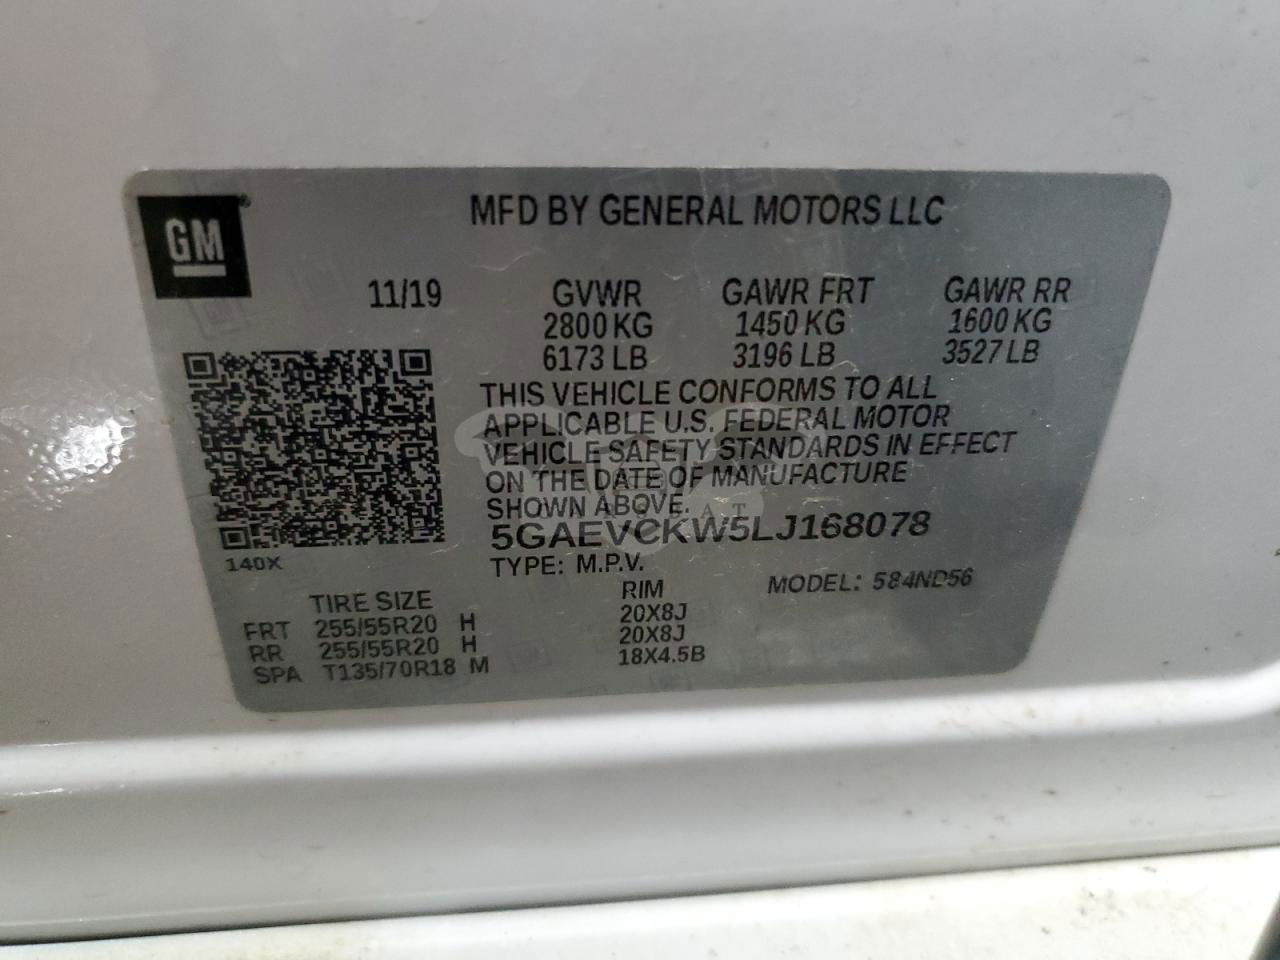 GM®
MFD BY GENERAL MOTORS LLC
11/19 GVWR GAWR FRT GAWR RR
2800 KG 1450 KG 1600 KG
6173 LB 3196 LB 3527 LB
THIS VEHICLE CONFORMS TO ALL
APPLICABLE U.S. FEDERAL MOTOR
VEHICLE SAFETY STANDARDS IN EFFECT
ON THE DATE OF MANUFACTURE
SHOWN ABOVE.
5GAEVCKW5LJ168078
140X
TYPE: M.P.V. MODEL: 584ND56
TIRE SIZE RIM
FRT 255/55R20 H 20X8J
RR 255/55R20 H 20X8J
SPA T135/70R18 M 18X4.5B